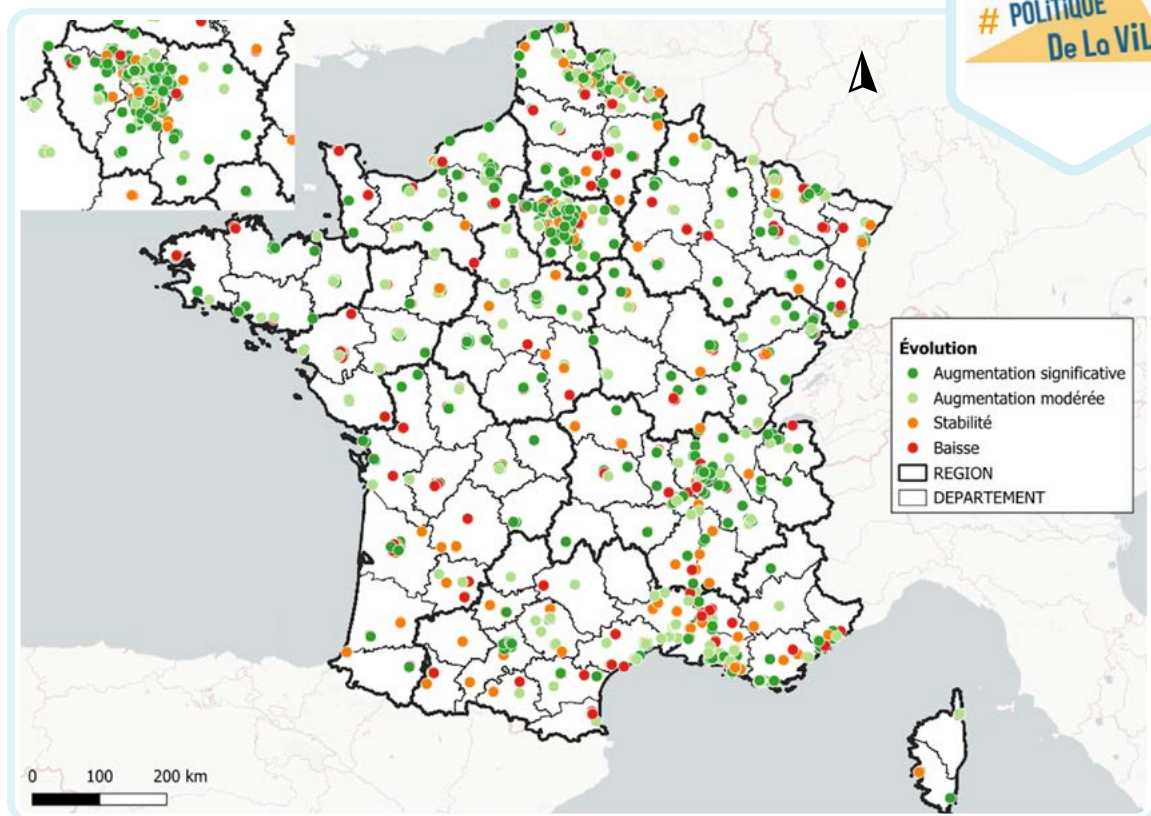 # POLITIQUE
De La ViL
Évolution
Augmentation significative
Augmentation modérée
Stabilité
Baisse
REGION
DEPARTEMENT
0 100 200 km